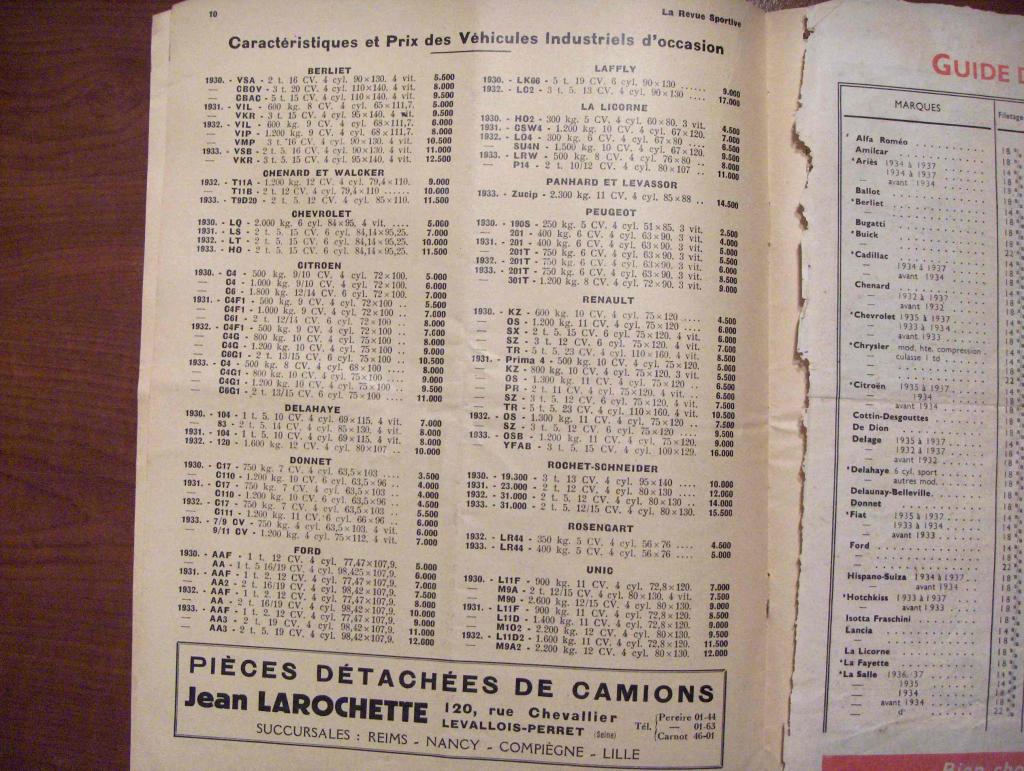 10
La Revue Sportive
Caractéristiques et Prix des Véhicules Industriels d'occasion
BERLIET
1930. - VSA - 2 t. 16 CV. 4 cyl. 90×130. 4 vit. 5.500
— CBOV - 3 t. 20 CV. 4 cyl. 110×140. 4 vit. 8.000
— CBAC - 5 t. 15 CV. 4 cyl. 110×140. 4 vit. 9.500
1931. - VIL - 600 kg. 8 CV. 4 cyl. 65×111,7. 6.000
— VKR - 3 t. 15 CV. 4 cyl. 95×140. 4 vit. 9.500
1932. - VIL - 600 kg. 9 CV. 4 cyl. 68×111,7. 6.000
— VIP - 1.200 kg. 9 CV. 4 cyl. 68×111,7. 8.000
— VMP - 3 t. 16 CV. 4 cyl. 90×130. 4 vit. 10.500
1933. - VSB - 2 t. 5. 16 CV. 4 cyl. 90×130. 4 vit. 11.000
— VKR - 3 t. 5. 15 CV. 4 cyl. 95×140. 4 vit. 12.500
CHENARD ET WALCKER
1932. - T11A - 1.200 kg. 12 CV. 4 cyl. 79,4×110. 9.000
— T11B - 2 t. 12 CV. 4 cyl. 79,4×110 10.000
1933. - T9D20 - 2 t. 5. 12 CV. 4 cyl. 85×110. 11.500
CHEVROLET
1930. - LQ - 2.000 kg. 6 cyl. 84×95. 4 vit. 5.000
1931. - LS - 2 t. 5. 15 CV. 6 cyl. 84,14×95,25. 7.000
1932. - LT - 2 t. 5. 15 CV. 6 cyl. 84,14×95,25. 10.000
1933. - HO - 2 t. 5. 15 CV. 6 cyl. 84,14×95,25. 11.500
CITROEN
1930. - C4 - 500 kg. 9/10 CV. 4 cyl. 72×100. 5.000
— C4 - 1.000 kg. 9/10 CV. 4 cyl. 72×100. 6.000
— C6 - 1.800 kg. 12/14 CV. 6 cyl. 72×100. 7.000
1931. - C4F1 - 500 kg. 9 CV. 4 cyl. 72×100 5.500
— C4F1 - 1.000 kg. 9 CV. 4 cyl. 72×100 7.000
— C6I - 2 t. 12/14 CV. 6 cyl. 72×100 8.000
1932. - C4F1 - 500 kg. 9 CV. 4 cyl. 72×100 7.000
— C4G - 800 kg. 10 CV. 4 cyl. 75×100 8.000
— C4G - 1.200 kg. 10 CV. 4 cyl. 75×100 9.000
— C6G1 - 2 t. 13/15 CV. 6 cyl. 75×100 10.500
1933. - C4 - 500 kg. 8 CV. 4 cyl. 68×100 8.000
— C4G1 - 800 kg. 10 CV. 4 cyl. 75×100 9.000
— C4G1 - 1.200 kg. 10 CV. 4 cyl. 75×100 9.500
— C6G1 - 2 t. 13/15 CV. 6 cyl. 75×100 11.000
DELAHAYE
1930. - 104 - 1 t. 5. 10 CV. 4 cyl. 69×115. 4 vit. 7.000
— 83 - 2 t. 5. 14 CV. 4 cyl. 85×130. 4 vit. 8.000
1931. - 104 - 1 t. 5. 10 CV. 4 cyl. 69×115. 4 vit. 8.000
1932. - 120 - 1.600 kg. 12 CV. 4 cyl. 80×107 10.000
DONNET
1930. - C17 - 750 kg. 7 CV. 4 cyl. 63,5×103 3.500
— C110 - 1.200 kg. 10 CV. 6 cyl. 63,5×96 4.000
1931. - C17 - 750 kg. 7 CV. 4 cyl. 63,5×103 4.000
— C110 - 1.200 kg. 10 CV. 6 cyl. 63,5×96 4.000
1932. - C17 - 750 kg. 7 CV. 4 cyl. 63,5×103 4.500
— C111 - 1.200 kg. 11 CV. 6 cyl. 66×96 5.500
1933. - 7/9 CV - 750 kg. 4 cyl. 63,5×103. 4 vit. 6.000
— 9/11 CV - 1.200 kg. 4 cyl. 75×112. 4 vit. 7.000
FORD
1930. - AAF - 1 t. 12 CV. 4 cyl. 77,47×107,9. 5.000
— AA - 1 t. 5 16/19 CV. 4 cyl. 98,425×107,9. 6.000
1931. - AAF - 1 t. 2. 12 CV. 4 cyl. 77,47×107,9. 7.000
— AA2 - 2 t. 16/19 CV. 4 cyl. 98,42×107,9. 7.500
1932. - AAF - 1 t. 2. 12 CV. 4 cyl. 77,47×107,9. 8.000
— AA - 2 t. 16/19 CV. 4 cyl. 98,42×107,9. 10.000
1933. - AAF - 1 t. 2. 12 CV. 4 cyl. 77,47×107,9. 9.000
— AA3 - 2 t. 19 CV. 4 cyl. 98,42×107,9. 11.000
— AA3 - 2 t. 5. 19 CV. 4 cyl. 98,42×107,9. 12.000
LAFFLY
1930. - LK66 - 5 t. 19 CV. 6 cyl. 90×130 9.000
1932. - LC2 - 3 t. 5. 13 CV. 4 cyl. 90×130 17.000
LA LICORNE
1930. - HO2 - 300 kg. 5 CV. 4 cyl. 60×80. 3 vit. 4.500
1931. - CSW4 - 1.200 kg. 10 CV. 4 cyl. 67×120. 7.000
1932. - LO4 - 300 kg. 6 CV. 4 cyl. 67×80 6.500
— SU4N - 1.500 kg. 10 CV. 4 cyl. 67×120. 9.500
1933. - LRW - 500 kg. 8 CV. 4 cyl. 76×80 8.000
— P14 - 2 t. 10/12 CV. 4 cyl. 80×107 11.000
PANHARD ET LEVASSOR
1933. - Zucip - 2.300 kg. 11 CV. 4 cyl. 85×88 14.500
PEUGEOT
1930. - 190S - 250 kg. 5 CV. 4 cyl. 51×85. 3 vit. 2.500
— 201 - 400 kg. 6 CV. 4 cyl. 63×90. 3 vit. 4.000
1931. - 201 - 400 kg. 6 CV. 4 cyl. 63×90. 3 vit. 5.000
— 201T - 750 kg. 6 CV. 4 cyl. 63×90. 3 vit. 5.500
1932. - 201T - 750 kg. 6 CV. 4 cyl. 63×90. 3 vit. 6.500
1933. - 201T - 750 kg. 6 CV. 4 cyl. 63×90. 3 vit. 8.500
— 301T - 1.200 kg. 8 CV. 4 cyl. 72×90. 3 vit. 9.000
RENAULT
1930. - KZ - 600 kg. 10 CV. 4 cyl. 75×120 4.500
— OS - 1.200 kg. 11 CV. 4 cyl. 75×120 6.000
— SX - 2 t. 5. 15 CV. 6 cyl. 75×120. 4 vit. 6.000
— SZ - 3 t. 12 CV. 6 cyl. 75×120. 4 vit. 7.000
— TR - 5 t. 5. 23 CV. 4 cyl. 110×160. 4 vit. 8.500
1931. - Prima 4 - 500 kg. 10 CV. 4 cyl. 75×120 5.000
— KZ - 800 kg. 10 CV. 4 cyl. 75×120. 3 vit. 5.500
— OS - 1.300 kg. 11 CV. 4 cyl. 75×120 6.500
— PR - 2 t. 11 CV. 4 cyl. 75×120. 4 vit. 6.500
— SZ - 3 t. 5. 12 CV. 6 cyl. 75×120. 4 vit. 7.500
— TR - 5 t. 5. 23 CV. 4 cyl. 110×160. 4 vit. 10.500
1932. - OS - 1.300 kg. 11 CV. 4 cyl. 75×120 7.500
— SZ - 3 t. 5. 12 CV. 6 cyl. 75×120 9.500
1933. - OSB - 1.200 kg. 11 CV. 4 cyl. 75×120. 9.000
— YFAB - 3 t. 5. 15 CV. 4 cyl. 100×129. 16.000
ROCHET-SCHNEIDER
1930. - 19.300 - 3 t. 13 CV. 4 cyl. 95×140 10.000
1931. - 23.000 - 2 t. 12 CV. 4 cyl. 80×130 12.000
1932. - 31.000 - 2 t. 5. 12 CV. 4 cyl. 80×130 14.000
1933. - 31.000 - 2 t. 5. 12 CV. 4 cyl. 80×130. 15.500
ROSENGART
1932. - LR44 - 350 kg. 5 CV. 4 cyl. 56×76 4.500
1933. - LR44 - 400 kg. 5 CV. 4 cyl. 56×76 5.000
UNIC
1930. - L11F - 900 kg. 11 CV. 4 cyl. 72,8×120. 7.000
— M9A - 2 t. 12/15 CV. 4 cyl. 80×130. 4 vit. 7.500
— M90 - 2.600 kg. 12/15 CV. 4 cyl. 80×130. 9.000
1931. - L11F - 900 kg. 11 CV. 4 cyl. 72,8×120. 8.500
— L11D - 1.400 kg. 11 CV. 4 cyl. 72,8×120. 9.000
— M1O2 - 2.200 kg. 12 CV. 4 cyl. 80×130. 9.500
1932. - L11D2 - 1.600 kg. 11 CV. 4 cyl. 72,8×120. 11.500
— M9A2 - 2.200 kg. 12 CV. 4 cyl. 80×130. 12.000
PIÈCES DÉTACHÉES DE CAMIONS
Jean LAROCHETTE
120, rue Chevallier
LEVALLOIS-PERRET (Seine)
Tél. Pereire 01-44
— 01-63
Carnot 46-01
SUCCURSALES : REIMS - NANCY - COMPIÈGNE - LILLE
GUIDE D
MARQUES
Filetage
Alfa Roméo
Amilcar
*Ariès 1934 à 1937
— 1934 à 1937
— avant 1934
Ballot
*Berliet
—
Bugatti
*Buick
—
*Cadillac
— 1934 à 1937
— avant 1934
Chenard
— 1932 à 1937
— avant 1932
*Chevrolet 1935 à 1937
— 1933 à 1934
— avant 1933
*Chrysler mod. hte. compression
— culasse
*Citroën 1935 à 1937
— 1934
— avant 1934
Cottin-Desgouttes
De Dion
Delage 1935 à 1937
— 1932 à 1937
— avant 1932
*Delahaye 6 cyl. sport
— autres mod.
Delaunay-Belleville
Donnet
*Fiat 1935 à 1937
— 1933 à 1934
— avant 1933
Ford
—
Hispano-Suiza 1934 à 1937
— avant 1934
*Hotchkiss 1933 à 1937
— avant 1933
Isotta Fraschini
Lancia
La Licorne
*La Fayette
*La Salle 1936/37
— 1935
— 1934
— avant 1934
— d°
Bien cho